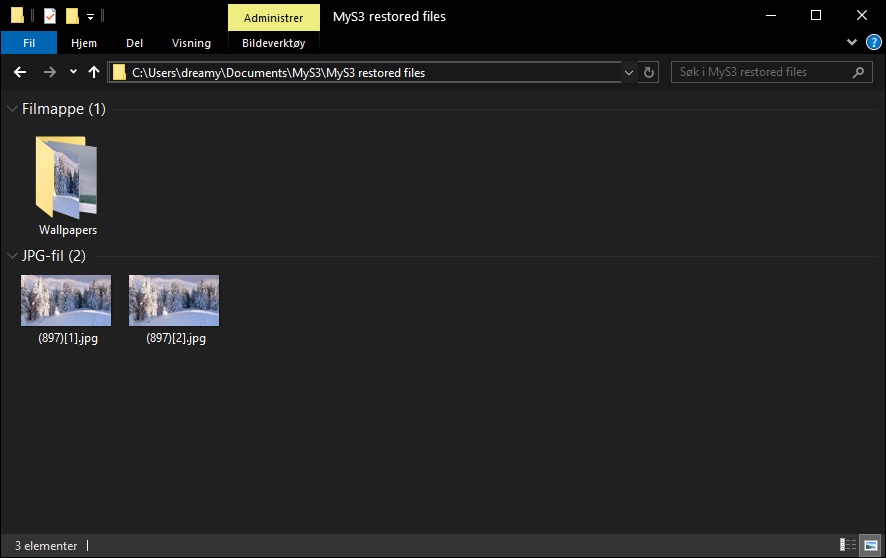 Administrer
MyS3 restored files
Fil
Hjem
Del
Visning
Bildeverktøy
?
C:\Users\dreamy\Documents\MyS3\MyS3 restored files
Søk i MyS3 restored files
Filmappe (1)
Wallpapers
JPG-fil (2)
(897)[1].jpg
(897)[2].jpg
3 elementer